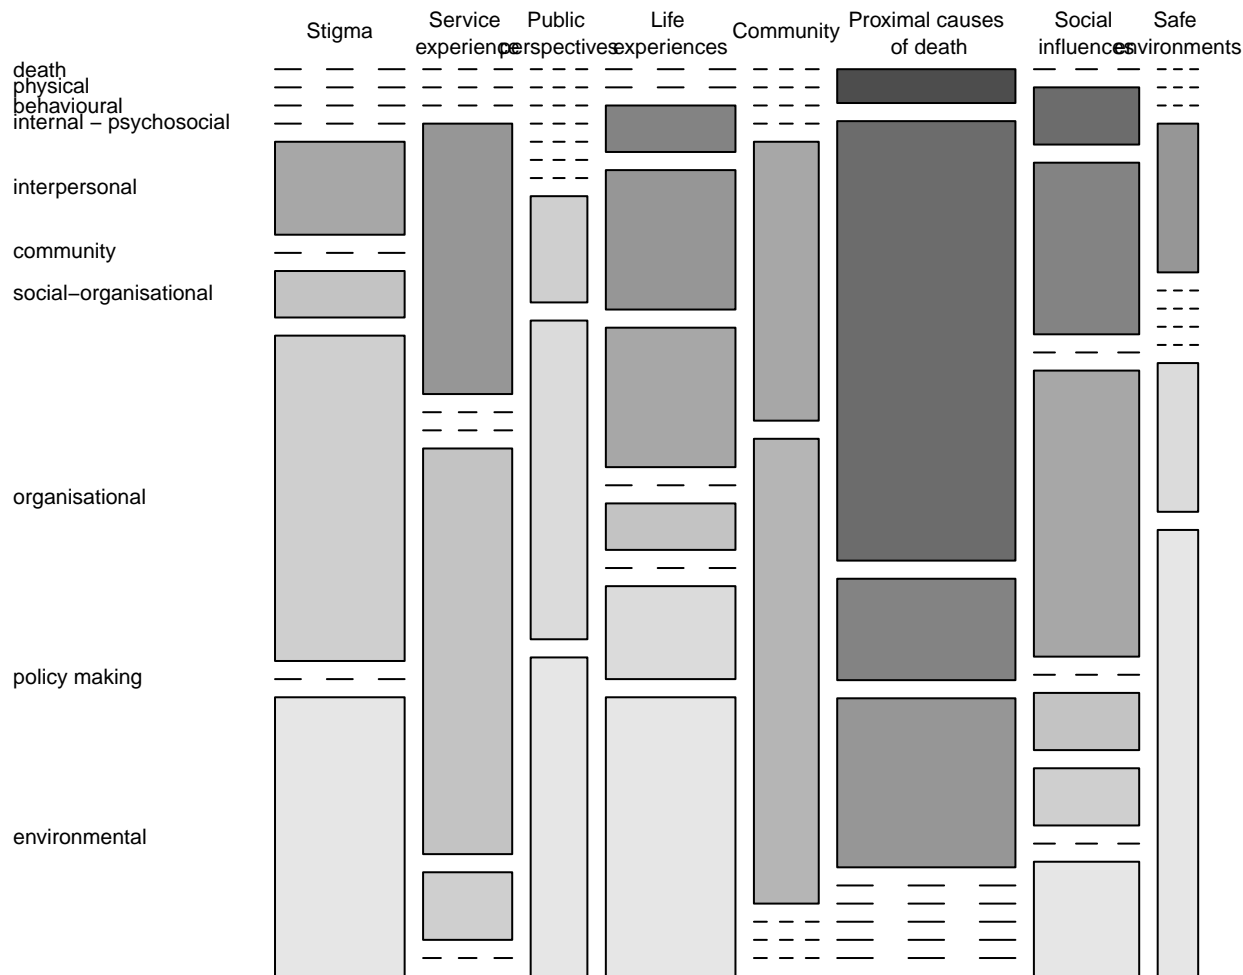 Stigma
Service
experience
Public
perspectives
Life
experiences
Community
Proximal causes
of death
Social
influences
Safe
environments
death
physical
behavioural
internal – psychosocial
interpersonal
community
social–organisational
organisational
policy making
environmental